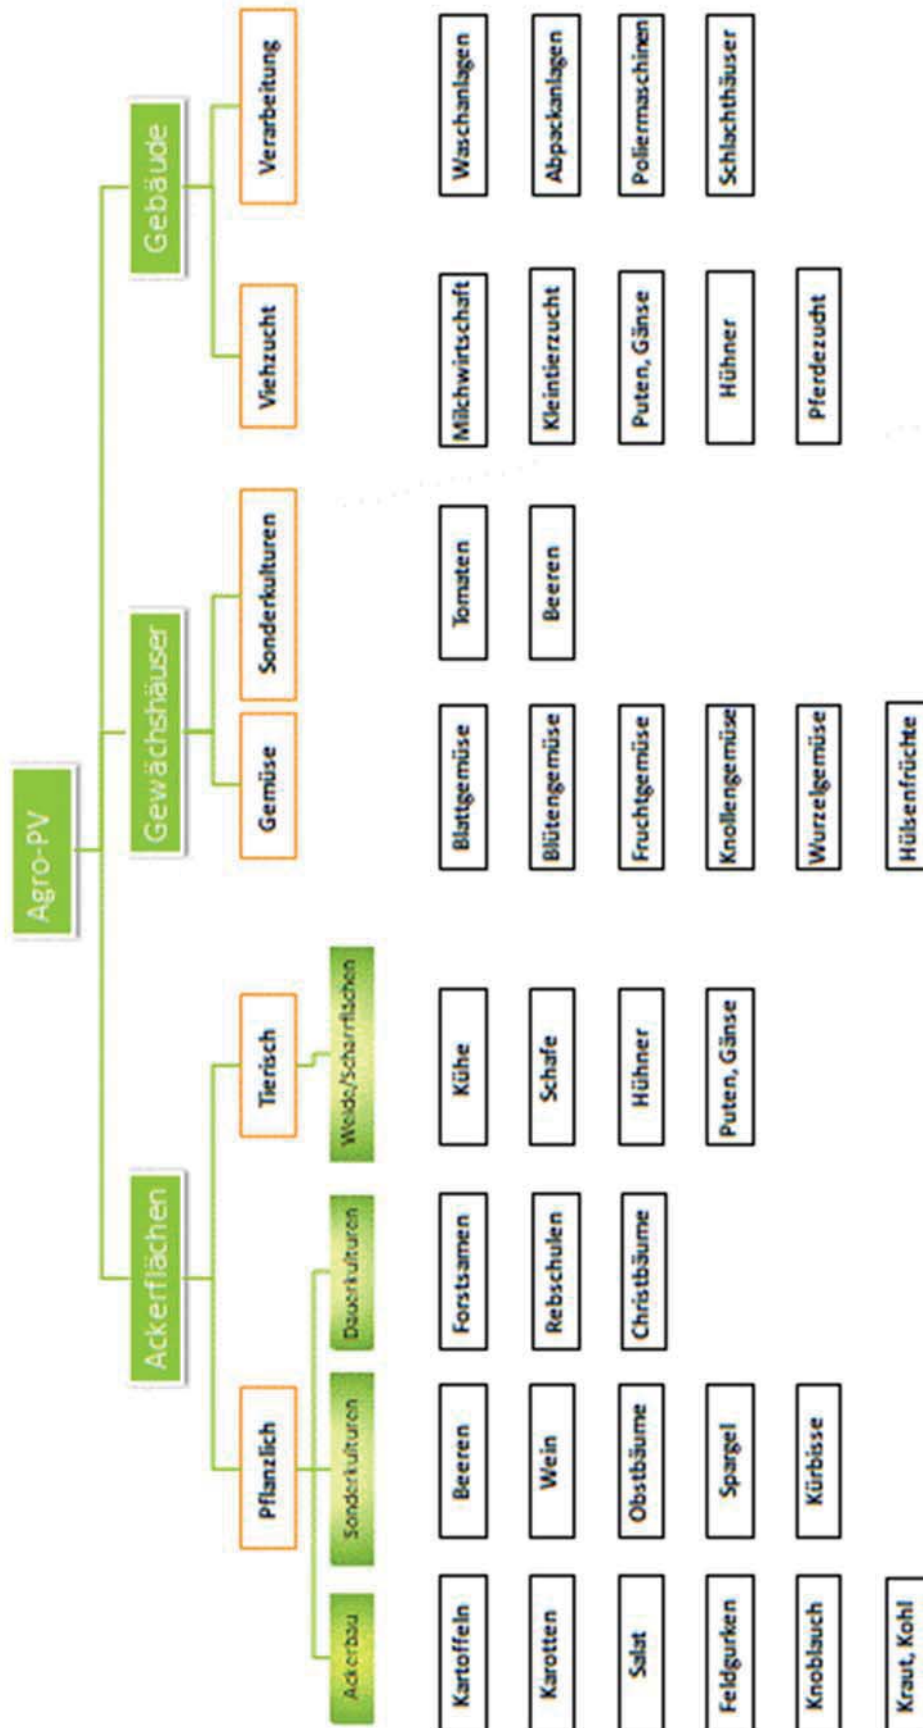 Agro-PV
Ackerflächen
Gewächshäuser
Gebäude
Pflanzlich
Tierisch
Gemüse
Sonderkulturen
Viehzucht
Verarbeitung
Ackerbau
Sonderkulturen
Dauerkulturen
Weide/Scharrflächen
Kartoffeln
Karotten
Salat
Feldgurken
Knoblauch
Kraut, Kohl
Beeren
Wein
Obstbäume
Spargel
Kürbisse
Forstsamen
Rebschulen
Christbäume
Kühe
Schafe
Hühner
Puten, Gänse
Blattgemüse
Blütengemüse
Fruchtgemüse
Knollengemüse
Wurzelgemüse
Hülsenfrüchte
Tomaten
Beeren
Milchwirtschaft
Kleintierzucht
Puten, Gänse
Hühner
Pferdezucht
Waschanlagen
Abpackanlagen
Poliermaschinen
Schlachthäuser